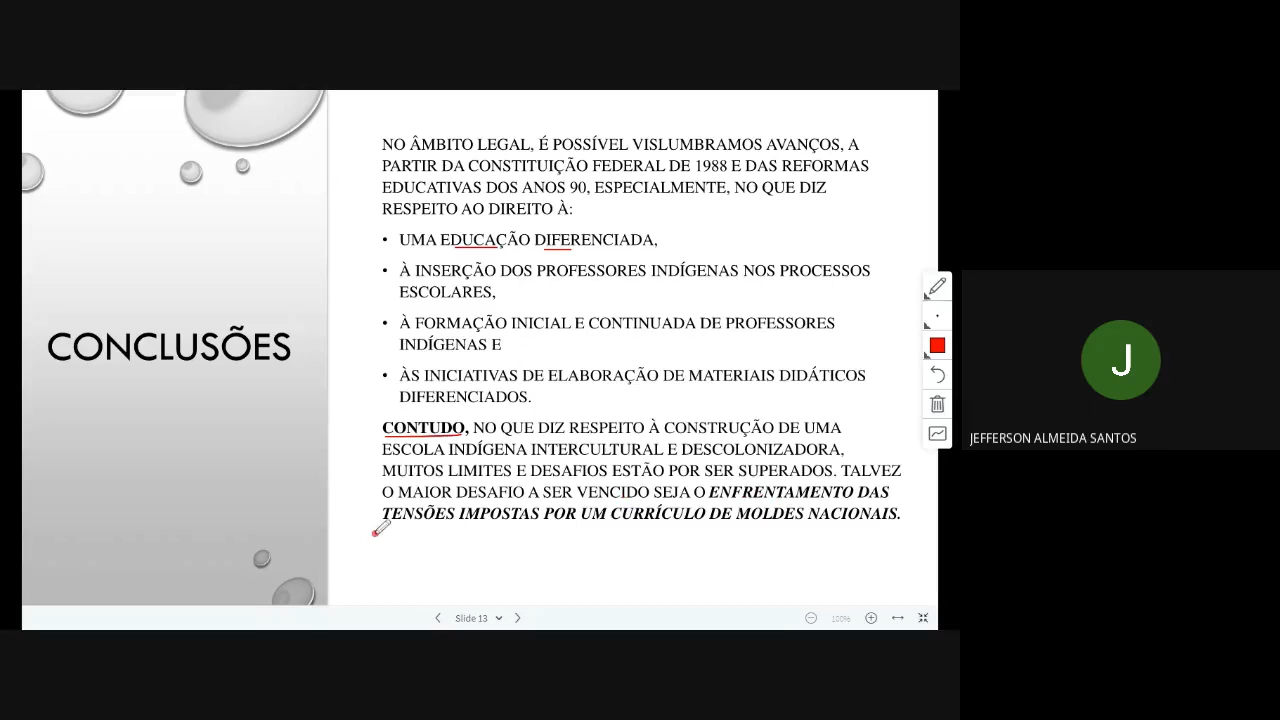 CONCLUSÕES
NO ÂMBITO LEGAL, É POSSÍVEL VISLUMBRAMOS AVANÇOS, A
PARTIR DA CONSTITUIÇÃO FEDERAL DE 1988 E DAS REFORMAS
EDUCATIVAS DOS ANOS 90, ESPECIALMENTE, NO QUE DIZ
RESPEITO AO DIREITO À:
• UMA EDUCAÇÃO DIFERENCIADA,
• À INSERÇÃO DOS PROFESSORES INDÍGENAS NOS PROCESSOS
ESCOLARES,
• À FORMAÇÃO INICIAL E CONTINUADA DE PROFESSORES
INDÍGENAS E
• ÀS INICIATIVAS DE ELABORAÇÃO DE MATERIAIS DIDÁTICOS
DIFERENCIADOS.
CONTUDO, NO QUE DIZ RESPEITO À CONSTRUÇÃO DE UMA
ESCOLA INDÍGENA INTERCULTURAL E DESCOLONIZADORA,
MUITOS LIMITES E DESAFIOS ESTÃO POR SER SUPERADOS. TALVEZ
O MAIOR DESAFIO A SER VENCIDO SEJA O ENFRENTAMENTO DAS
TENSÕES IMPOSTAS POR UM CURRÍCULO DE MOLDES NACIONAIS.
Slide 13
100%
J
JEFFERSON ALMEIDA SANTOS